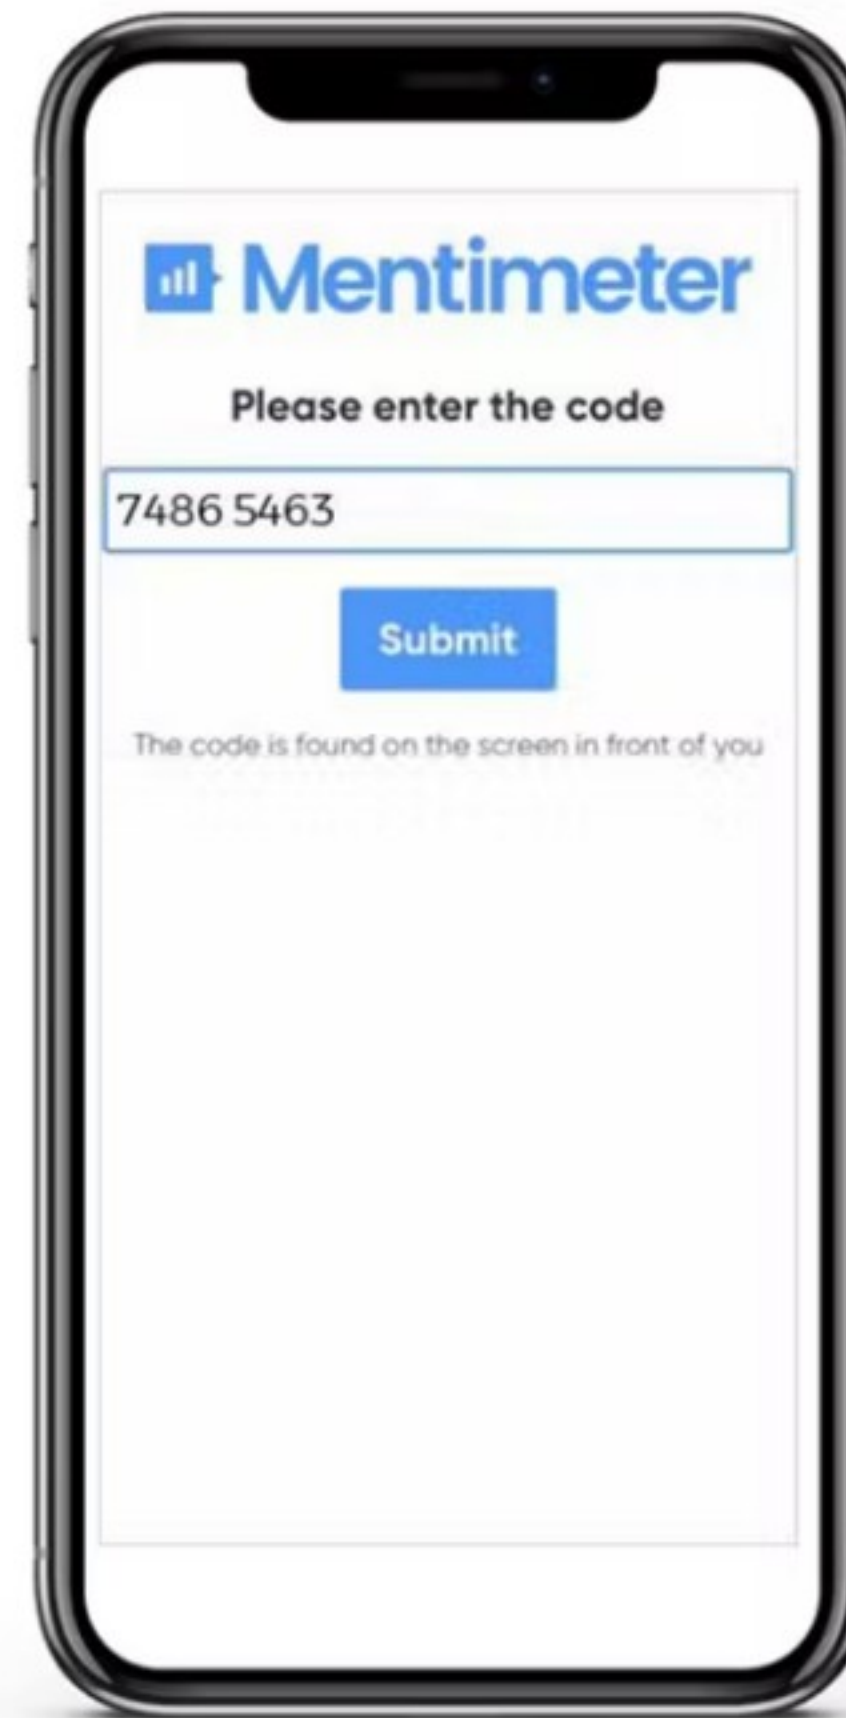 Mentimeter
Please enter the code
7486 5463
Submit
The code is found on the screen in front of you